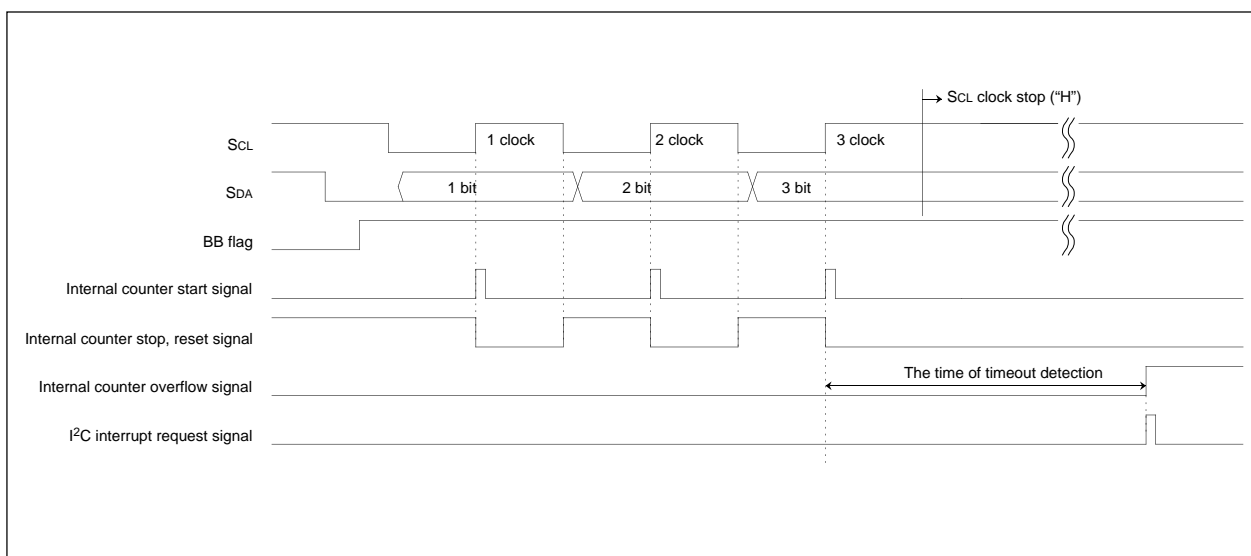 SCL clock stop (“H”)
SCL
1 clock
2 clock
3 clock
SDA
1 bit
2 bit
3 bit
BB flag
Internal counter start signal
Internal counter stop, reset signal
Internal counter overflow signal
The time of timeout detection
I²C interrupt request signal